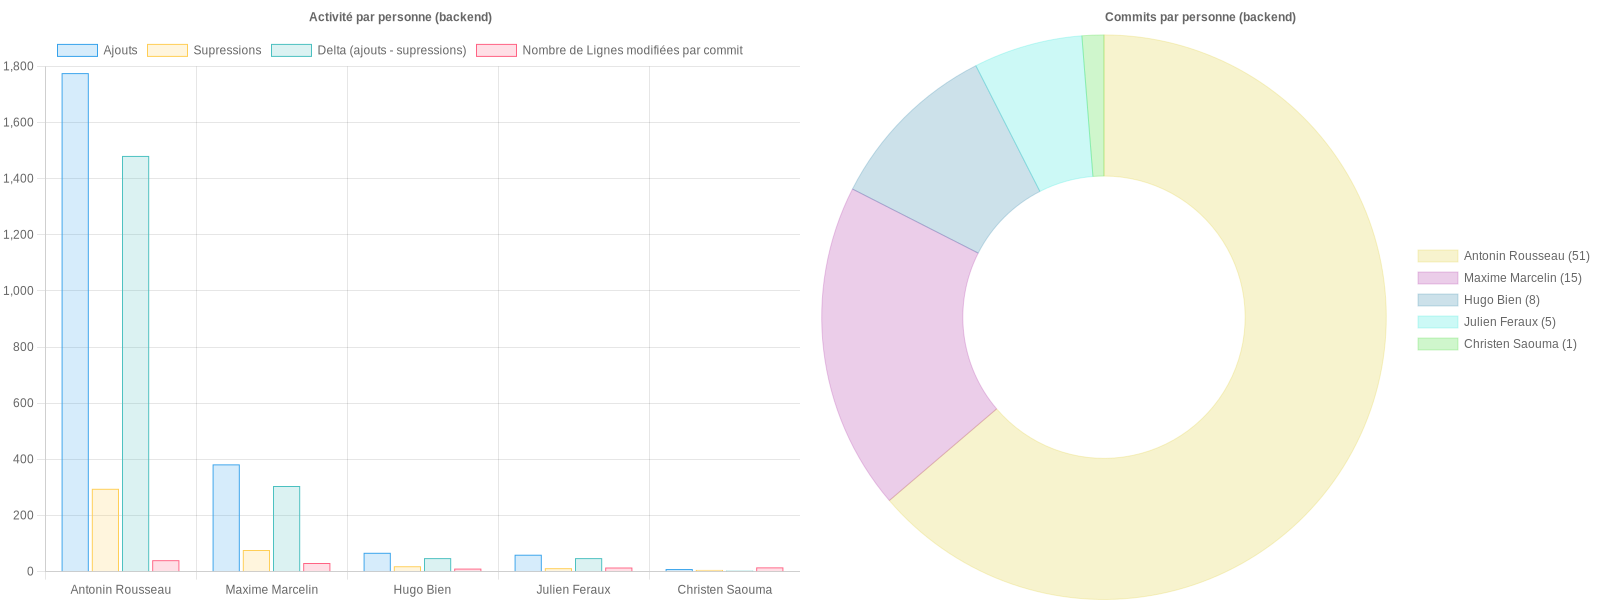 Activité par personne (backend)
Ajouts Supressions Delta (ajouts - supressions) Nombre de Lignes modifiées par commit
1,800
1,600
1,400
1,200
1,000
800
600
400
200
0
Antonin Rousseau Maxime Marcelin Hugo Bien Julien Feraux Christen Saouma
Commits par personne (backend)
Antonin Rousseau (51)
Maxime Marcelin (15)
Hugo Bien (8)
Julien Feraux (5)
Christen Saouma (1)